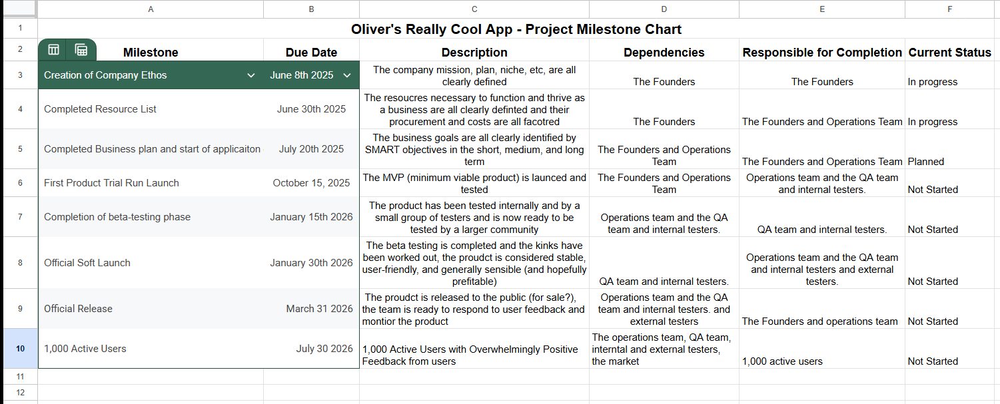 A B C D E F
1 Oliver's Really Cool App - Project Milestone Chart
2 Milestone Due Date Description Dependencies Responsible for Completion Current Status
3 Creation of Company Ethos June 8th 2025
The company mission, plan, niche, etc, are all
clearly defined
The Founders
The Founders
In progress
4 Completed Resource List June 30th 2025
The resoucres necessary to function and thrive as
a business are all clearly definted and their
procurement and costs are all facotred
The Founders
The Founders and Operations Team
In progress
5 Completed Business plan and start of applicaiton July 20th 2025
The business goals are all clearly identified by
SMART objectives in the short, medium, and long
term
The Founders and Operations
Team
The Founders and Operations Team
Planned
6 First Product Trial Run Launch October 15, 2025
The MVP (minimum viable product) is launced and
tested
The Founders and Operations
Team
Operations team and the QA team
and internal testers.
Not Started
7 Completion of beta-testing phase January 15th 2026
The product has been tested internally and by a
small group of testers and is now ready to be
tested by a larger community
Operations team and the QA
team and internal testers.
QA team and internal testers.
Not Started
8 Official Soft Launch January 30th 2026
The beta testing is completed and the kinks have
been worked out, the proudct is considered stable,
user-friendly, and generally sensible (and hopefully
prefitable)
QA team and internal testers.
Operations team and the QA team
and internal testers and external
testers.
Not Started
9 Official Release March 31 2026
The proudct is released to the public (for sale?),
the team is ready to respond to user feedback and
montior the product
Operations team and the QA
team and internal testers. and
external testers
The Founders and operations team
Not Started
10 1,000 Active Users July 30 2026
1,000 Active Users with Overwhelmingly Positive
Feedback from users
The operations team, QA team,
interntal and external testers,
the market
1,000 active users
Not Started
11
12